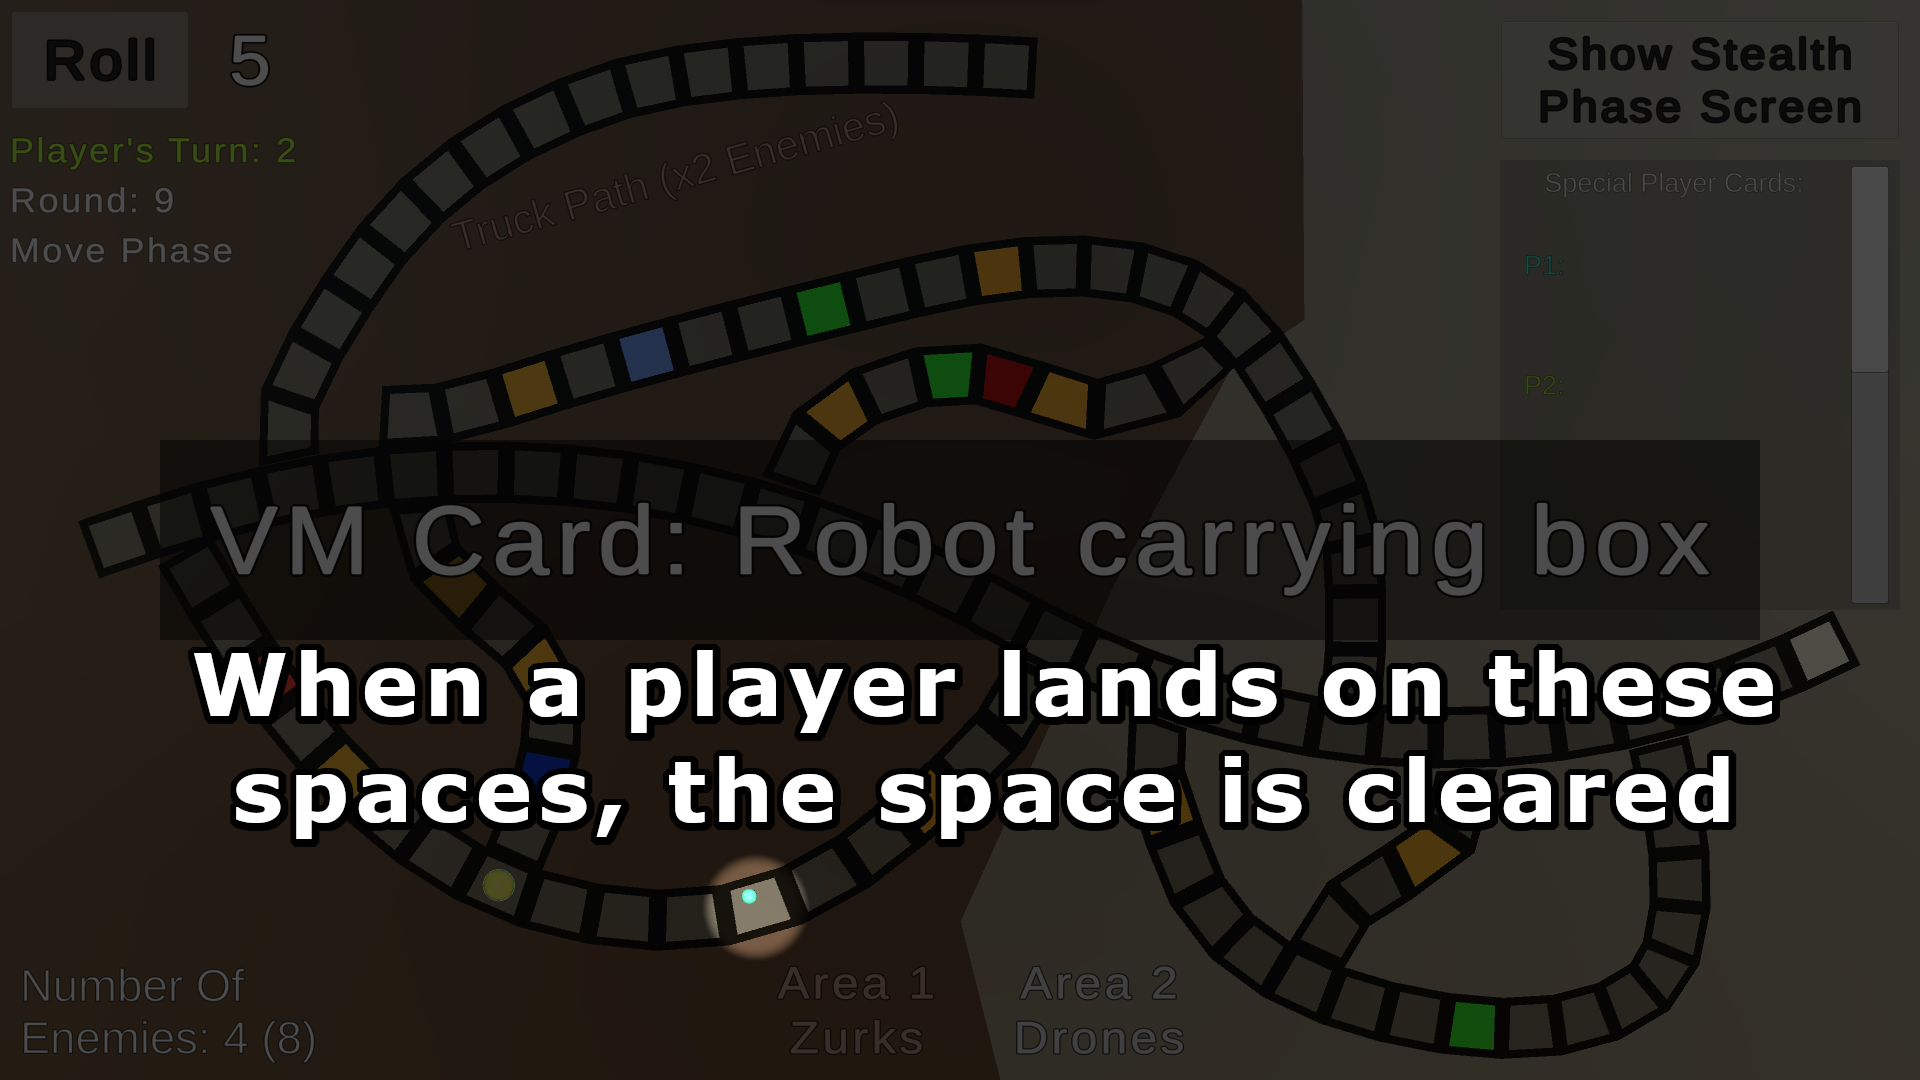 Roll 5
Show Stealth
Phase Screen
Player's Turn: 2
Round: 9
Move Phase
Truck Path (x2 Enemies)
Special Player Cards:
P1:
P2:
VM Card: Robot carrying box
When a player lands on these
spaces, the space is cleared
Number Of
Enemies: 4 (8)
Area 1
Zurks
Area 2
Drones